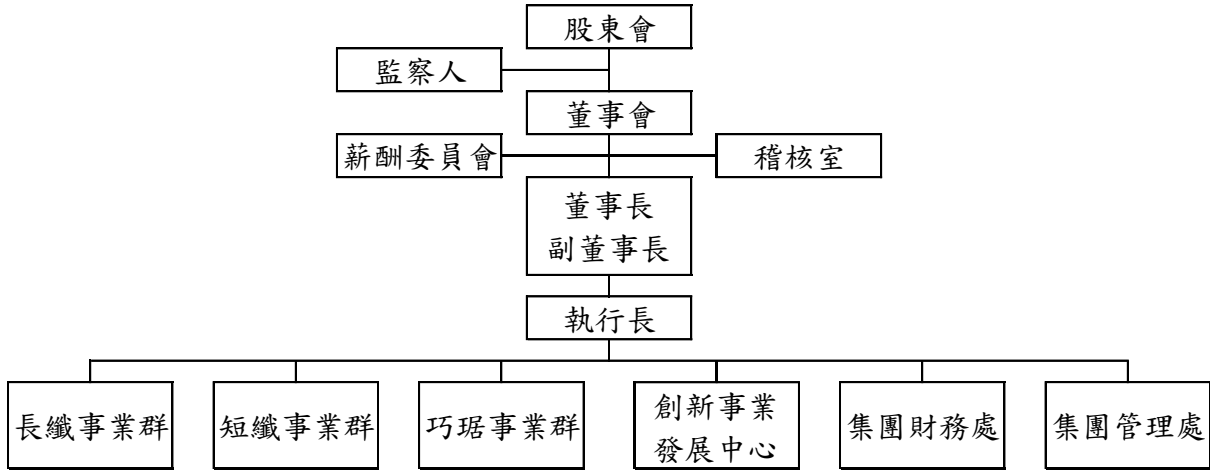 股東會
監察人
董事會
薪酬委員會
稽核室
董事長
副董事長
執行長
長纖事業群
短纖事業群
巧琚事業群
創新事業
發展中心
集團財務處
集團管理處